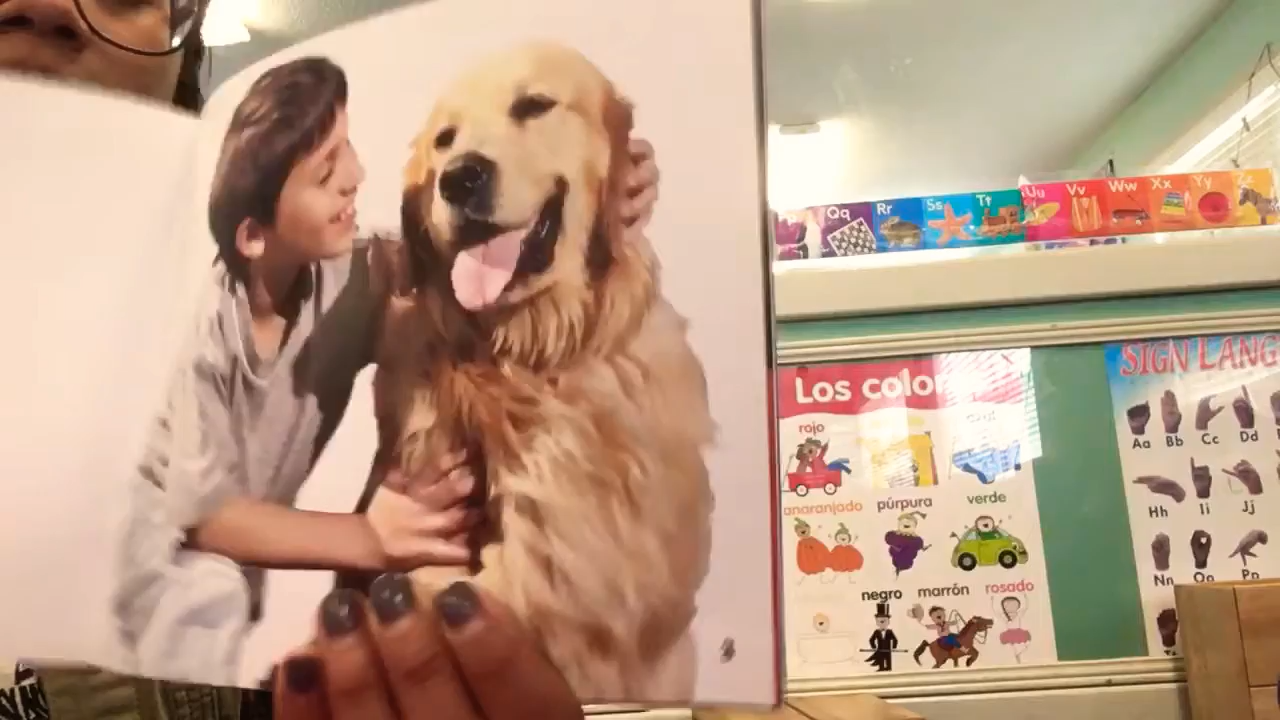 Qq Rr Ss Tt Uu Vv Ww Xx Yy Zz
Los color
rojo
anaranjado púrpura verde
negro marrón rosado
SIGN LANG
Aa Bb Cc Dd
Hh Ii Jj
Nn Oo Pp